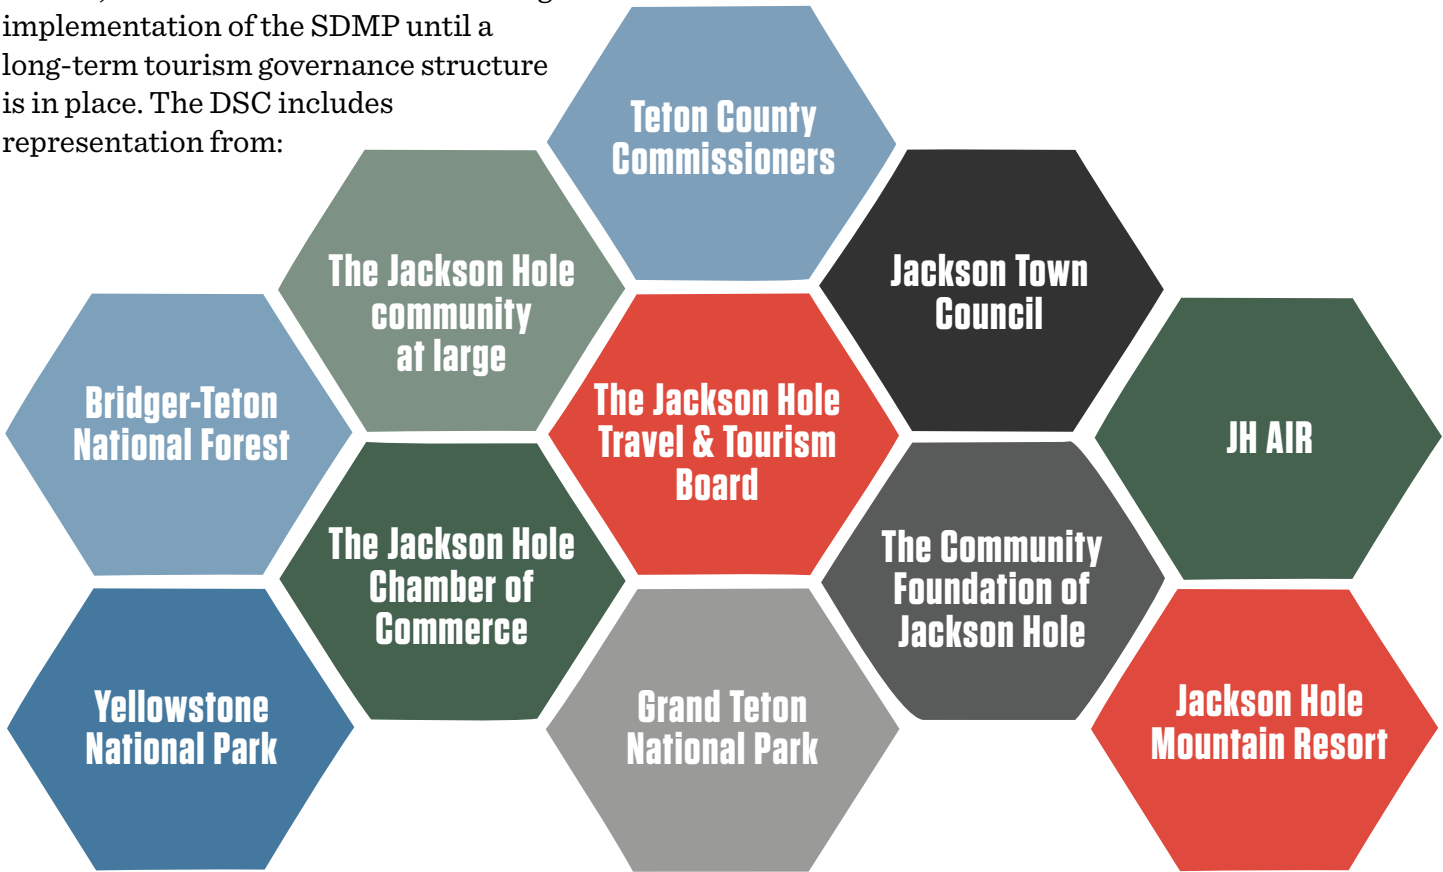 implementation of the SDMP until a
long-term tourism governance structure
is in place. The DSC includes
representation from:
Teton County
Commissioners
The Jackson Hole
community
at large
Jackson Town
Council
Bridger-Teton
National Forest
The Jackson Hole
Travel & Tourism
Board
JH AIR
The Jackson Hole
Chamber of
Commerce
The Community
Foundation of
Jackson Hole
Yellowstone
National Park
Grand Teton
National Park
Jackson Hole
Mountain Resort